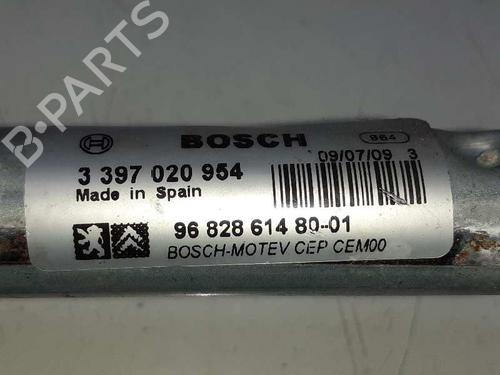 B-PARTS
BOSCH
964
3 397 020 954
09/07/09 3
Made in Spain
96 828 614 80-01
BOSCH-MOTEV CEP CEM00